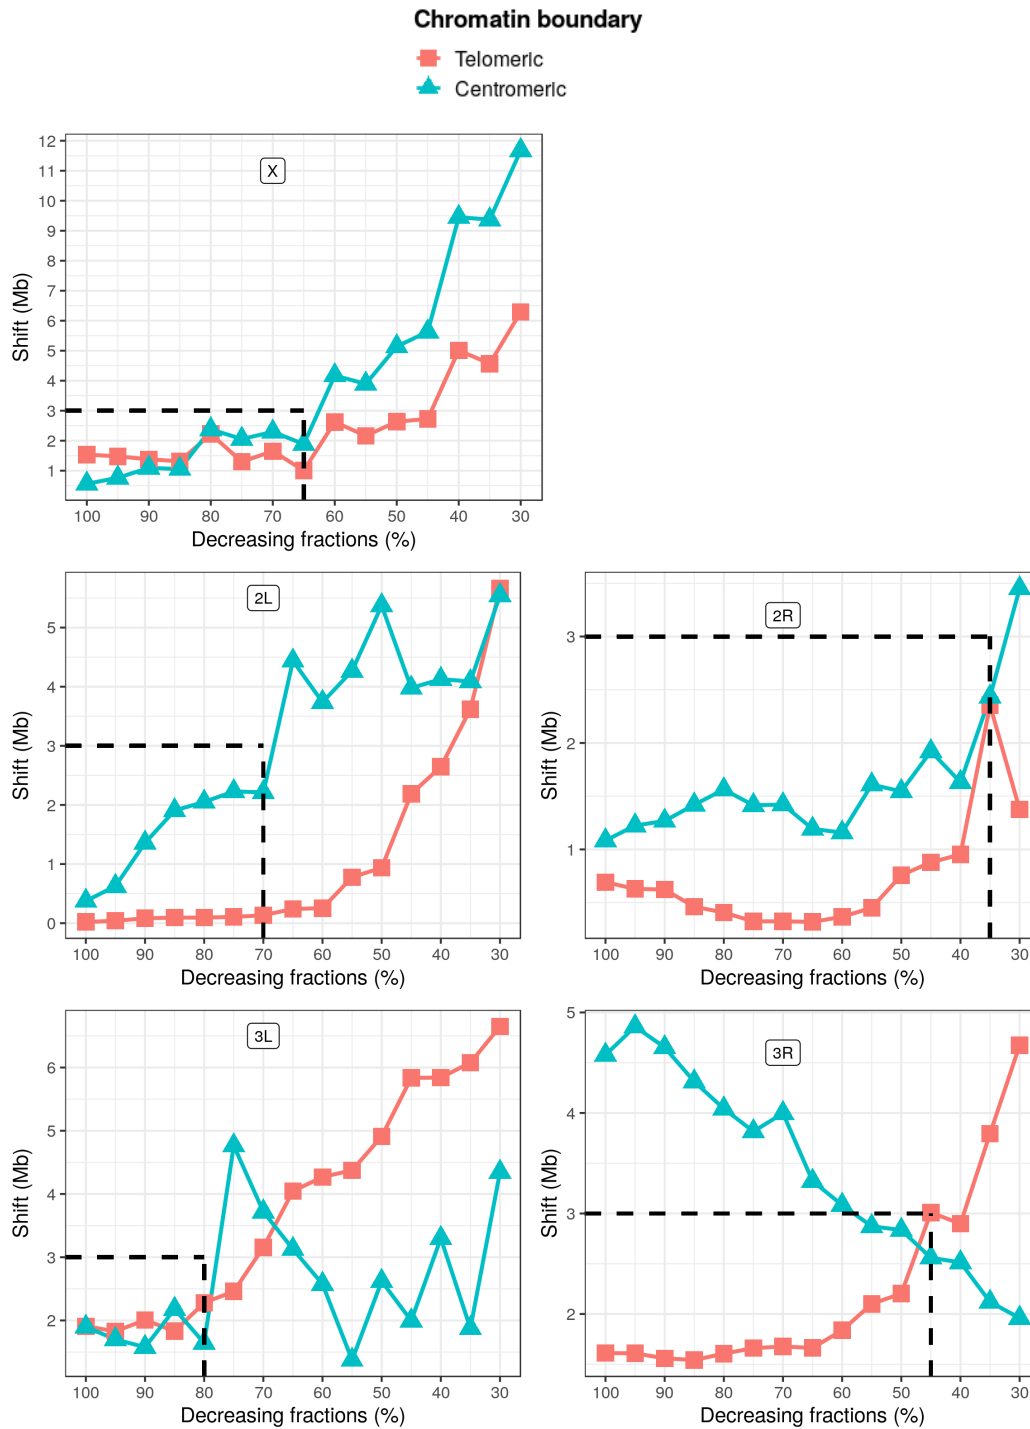 Chromatin boundary
Telomeric
Centromeric
X
12
11
10
9
8
7
6
5
4
3
2
1
Shift (Mb)
100 90 80 70 60 50 40 30
Decreasing fractions (%)
2L
5
4
3
2
1
0
Shift (Mb)
100 90 80 70 60 50 40 30
Decreasing fractions (%)
2R
3
2
1
Shift (Mb)
100 90 80 70 60 50 40 30
Decreasing fractions (%)
3L
6
5
4
3
2
Shift (Mb)
100 90 80 70 60 50 40 30
Decreasing fractions (%)
3R
5
4
3
2
Shift (Mb)
100 90 80 70 60 50 40 30
Decreasing fractions (%)